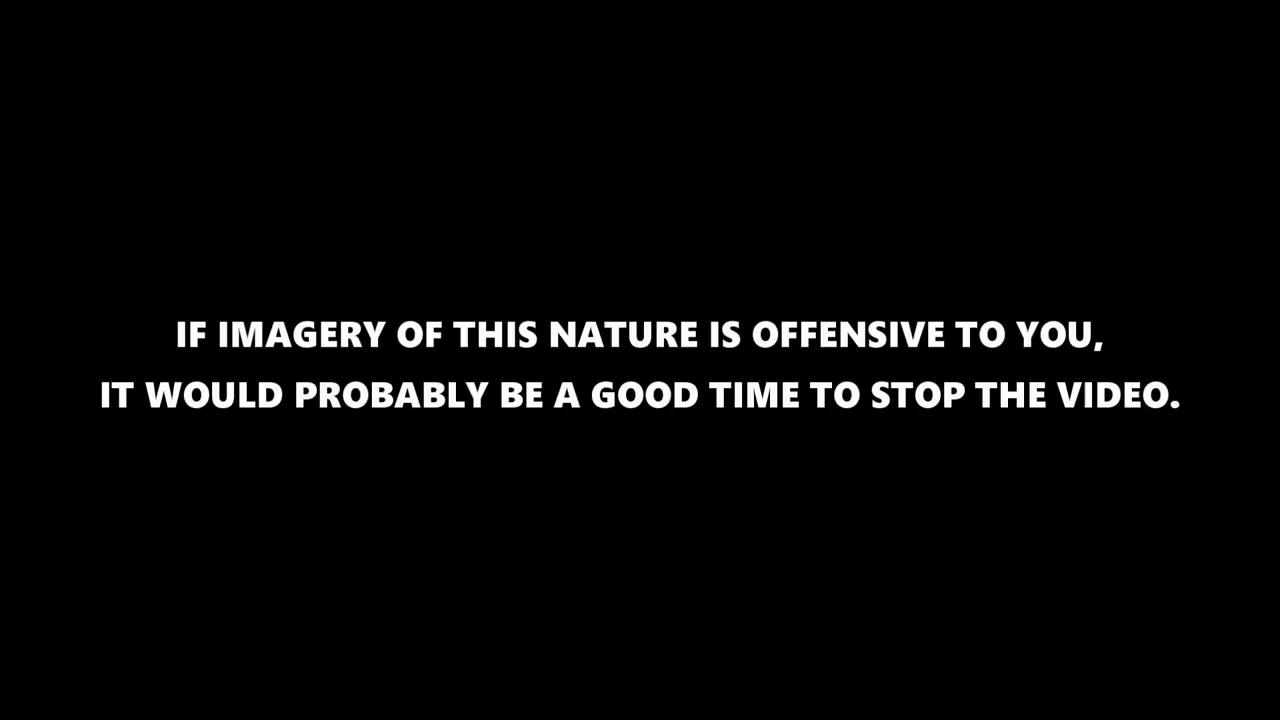 IF IMAGERY OF THIS NATURE IS OFFENSIVE TO YOU,
IT WOULD PROBABLY BE A GOOD TIME TO STOP THE VIDEO.